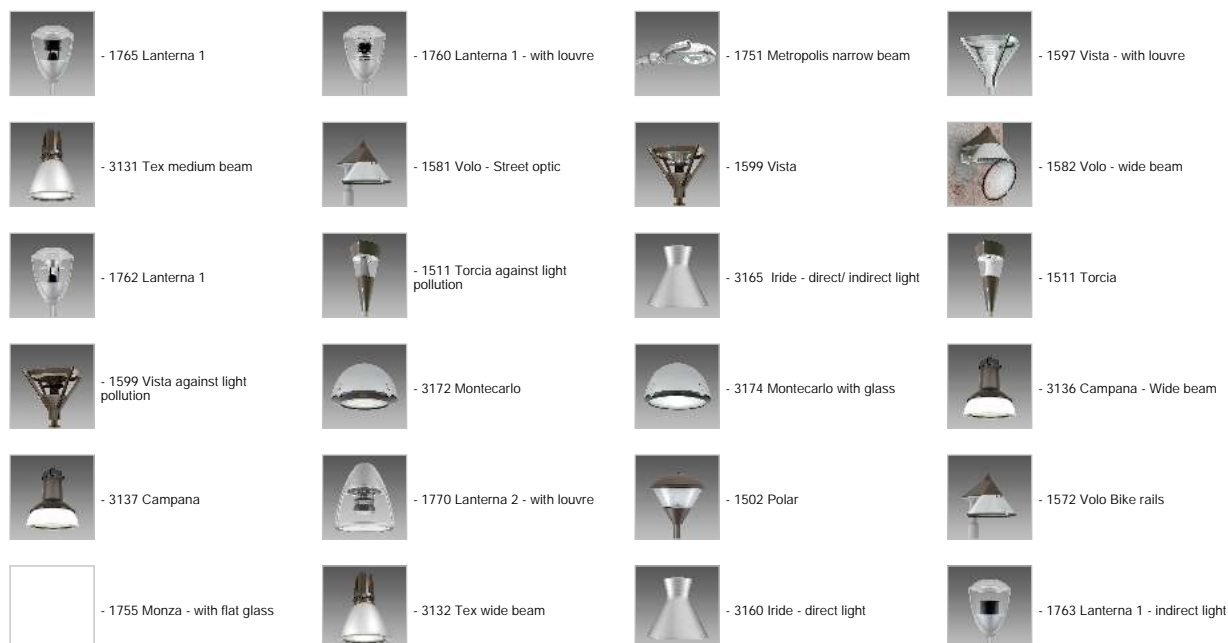 - 1765 Lanterna 1
- 1760 Lanterna 1 - with louvre
- 1751 Metropolis narrow beam
- 1597 Vista - with louvre
- 3131 Tex medium beam
- 1581 Volo - Street optic
- 1599 Vista
- 1582 Volo - wide beam
- 1762 Lanterna 1
- 1511 Torcia against light
pollution
- 3165 Iride - direct/ indirect light
- 1511 Torcia
- 1599 Vista against light
pollution
- 3172 Montecarlo
- 3174 Montecarlo with glass
- 3136 Campana - Wide beam
- 3137 Campana
- 1770 Lanterna 2 - with louvre
- 1502 Polar
- 1572 Volo Bike rails
- 1755 Monza - with flat glass
- 3132 Tex wide beam
- 3160 Iride - direct light
- 1763 Lanterna 1 - indirect light